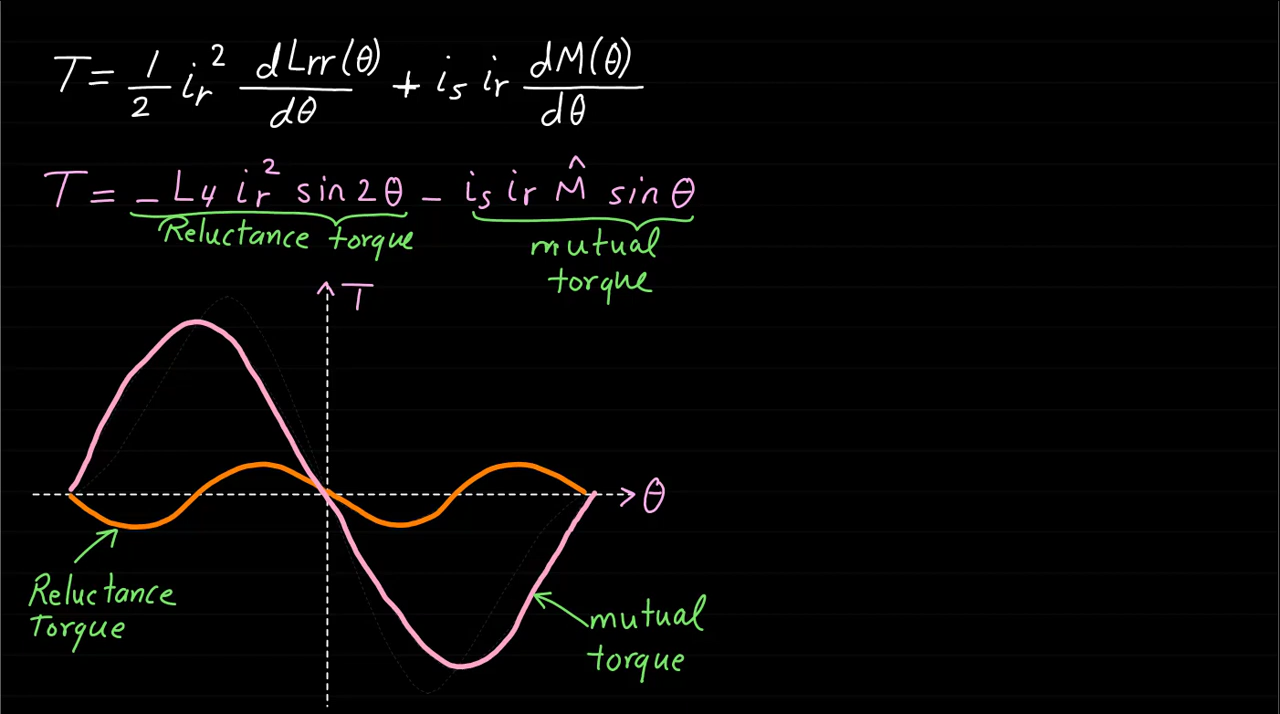 T = 1/2 ir² dLrr(θ)/dθ + is ir dM(θ)/dθ
T = - L4 ir² sin 2θ - is ir M̂ sin θ
Reluctance torque
mutual
torque
T
θ
Reluctance
Torque
mutual
torque